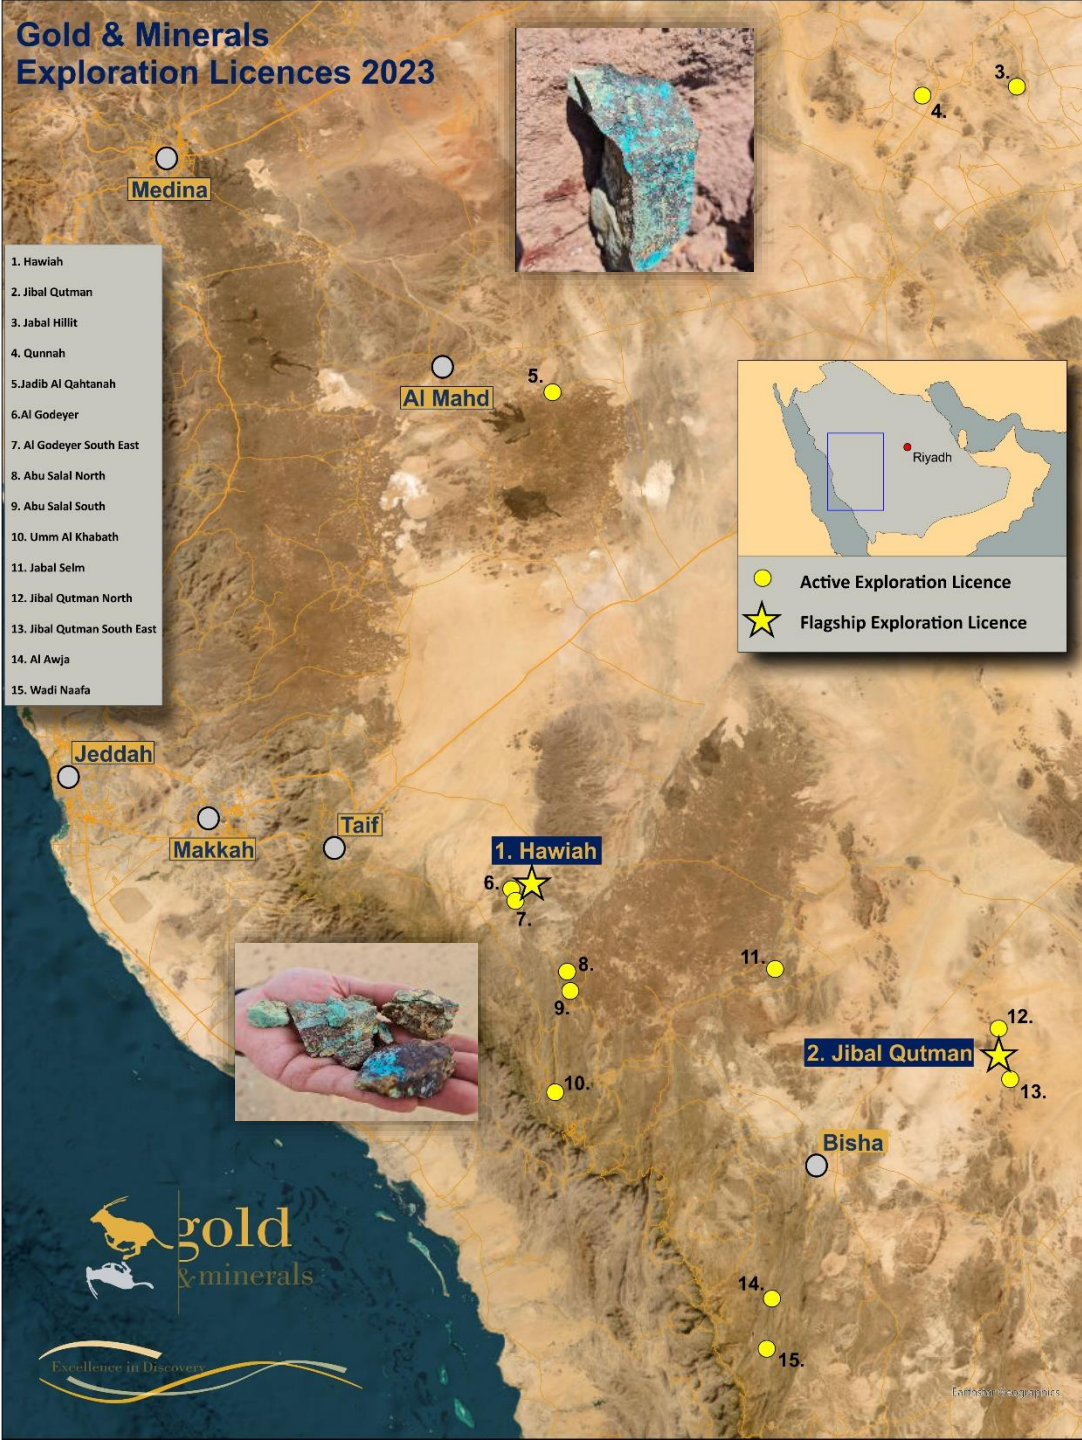 Gold & Minerals
Exploration Licences 2023
3.
4.
Medina
1. Hawiah
2. Jibal Qutman
3. Jabal Hillit
4. Qunnah
5.Jadib Al Qahtanah
6.Al Godeyer
7. Al Godeyer South East
8. Abu Salal North
9. Abu Salal South
10. Umm Al Khabath
11. Jabal Selm
12. Jibal Qutman North
13. Jibal Qutman South East
14. Al Awja
15. Wadi Naafa
Al Mahd
5.
Riyadh
Active Exploration Licence
Flagship Exploration Licence
Jeddah
Makkah
Taif
1. Hawiah
6.
7.
8.
9.
10.
11.
12.
2. Jibal Qutman
13.
Bisha
14.
15.
gold
& minerals
Excellence in Discovery
Earthstar Geographics